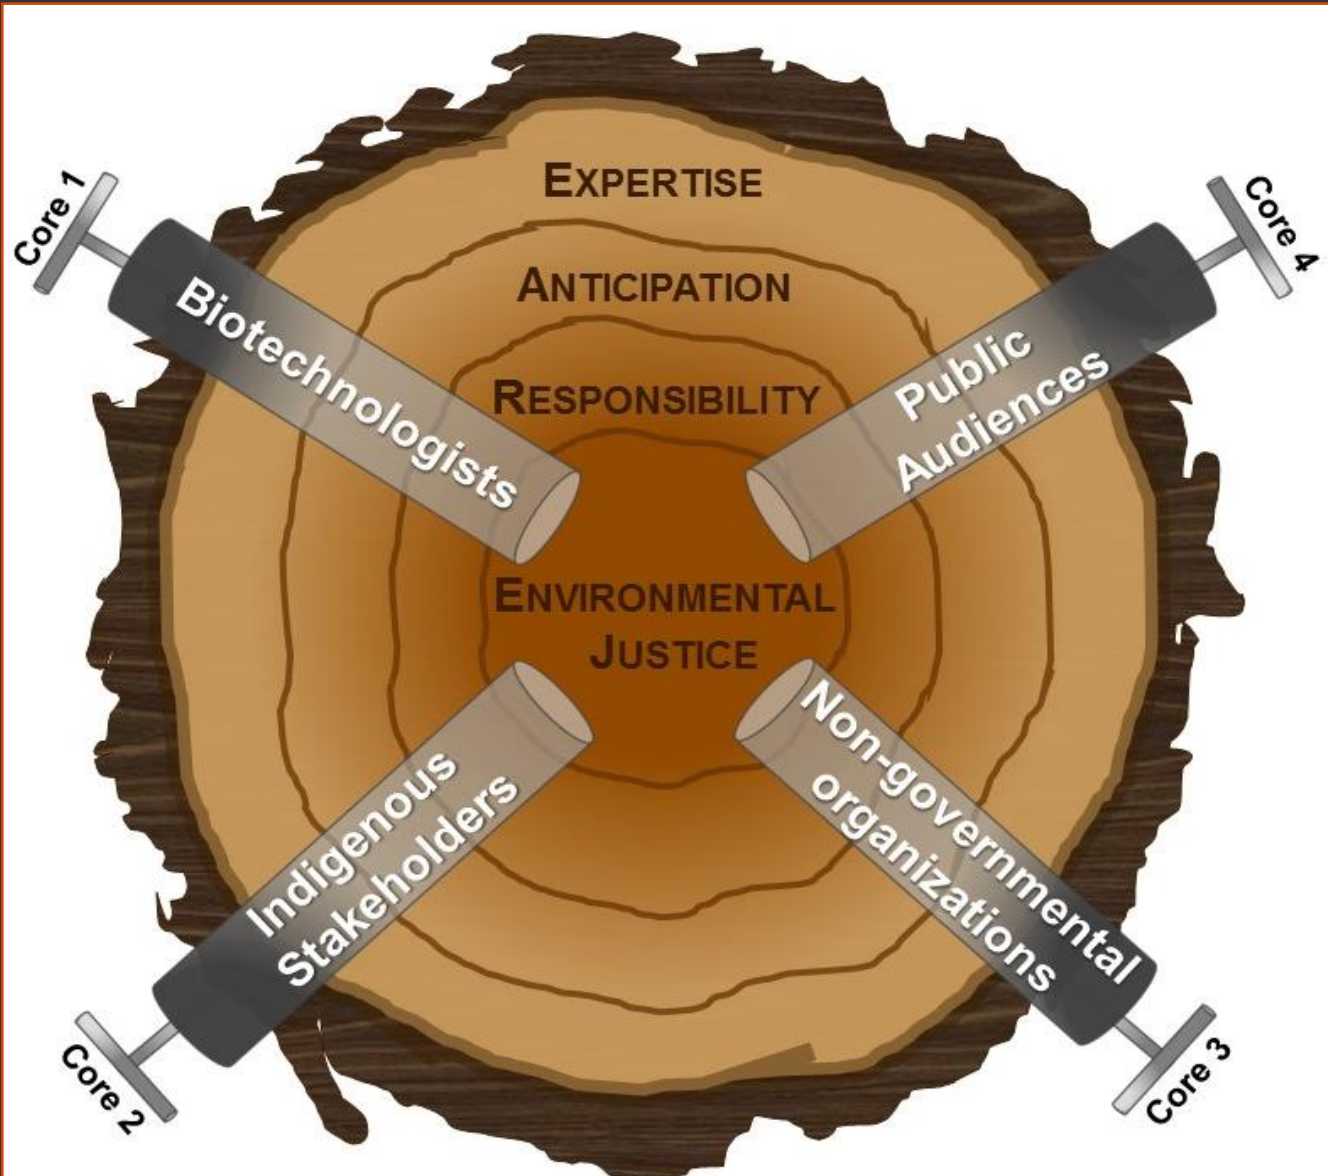 EXPERTISE
ANTICIPATION
RESPONSIBILITY
ENVIRONMENTAL
JUSTICE
Core 1
Biotechnologists
Core 4
Public
Audiences
Core 2
Indigenous
Stakeholders
Core 3
Non-governmental
organizations